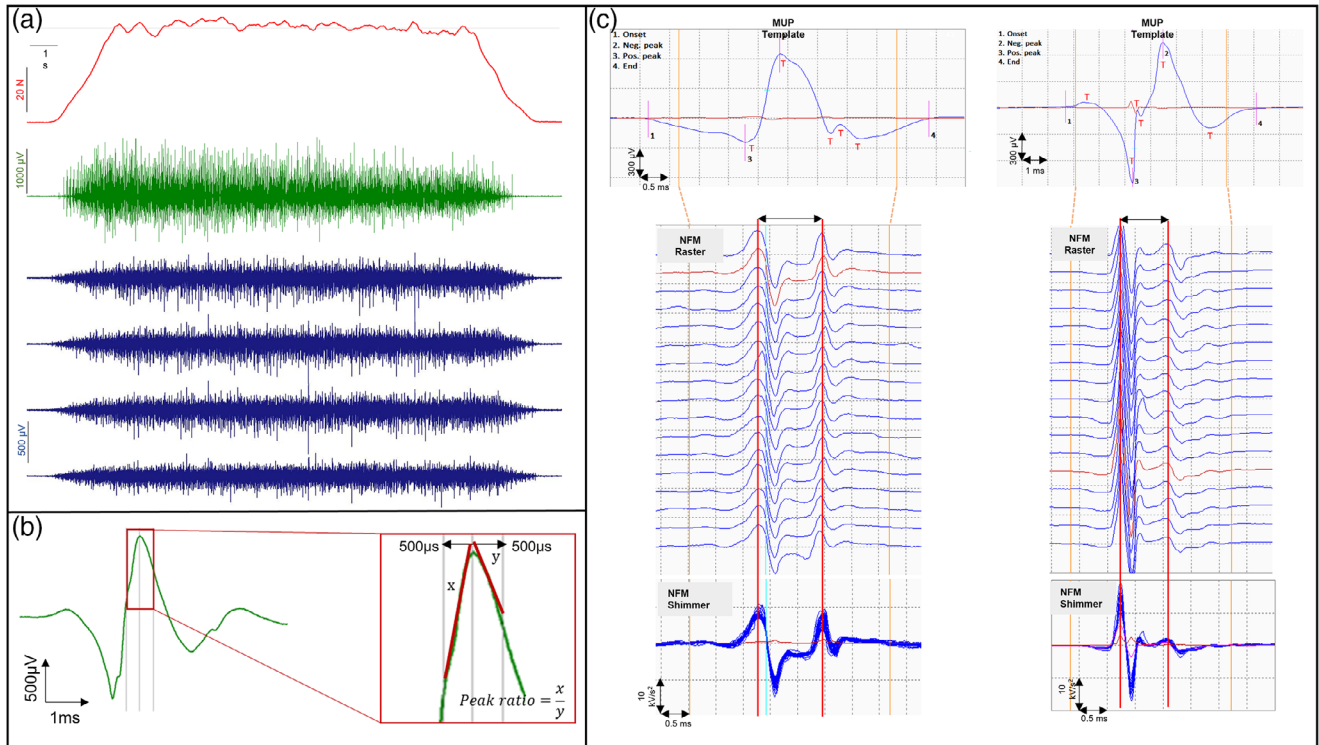 (a)
1
s
20 N
1000 µV
500 µV
(b)
500µV
1ms
500µs
500µs
x
y
Peak ratio = x/y
(c)
MUP
Template
1. Onset
2. Neg. peak
3. Pos. peak
4. End
T
T
T
T
T
1
3
4
300 µV
0.5 ms
MUP
Template
1. Onset
2. Neg. peak
3. Pos. peak
4. End
2
T
T
T
T
T
T
1
3
4
300 µV
1 ms
NFM
Raster
NFM
Raster
NFM
Shimmer
10
kV/s²
0.5 ms
NFM
Shimmer
10
kV/s²
0.5 ms